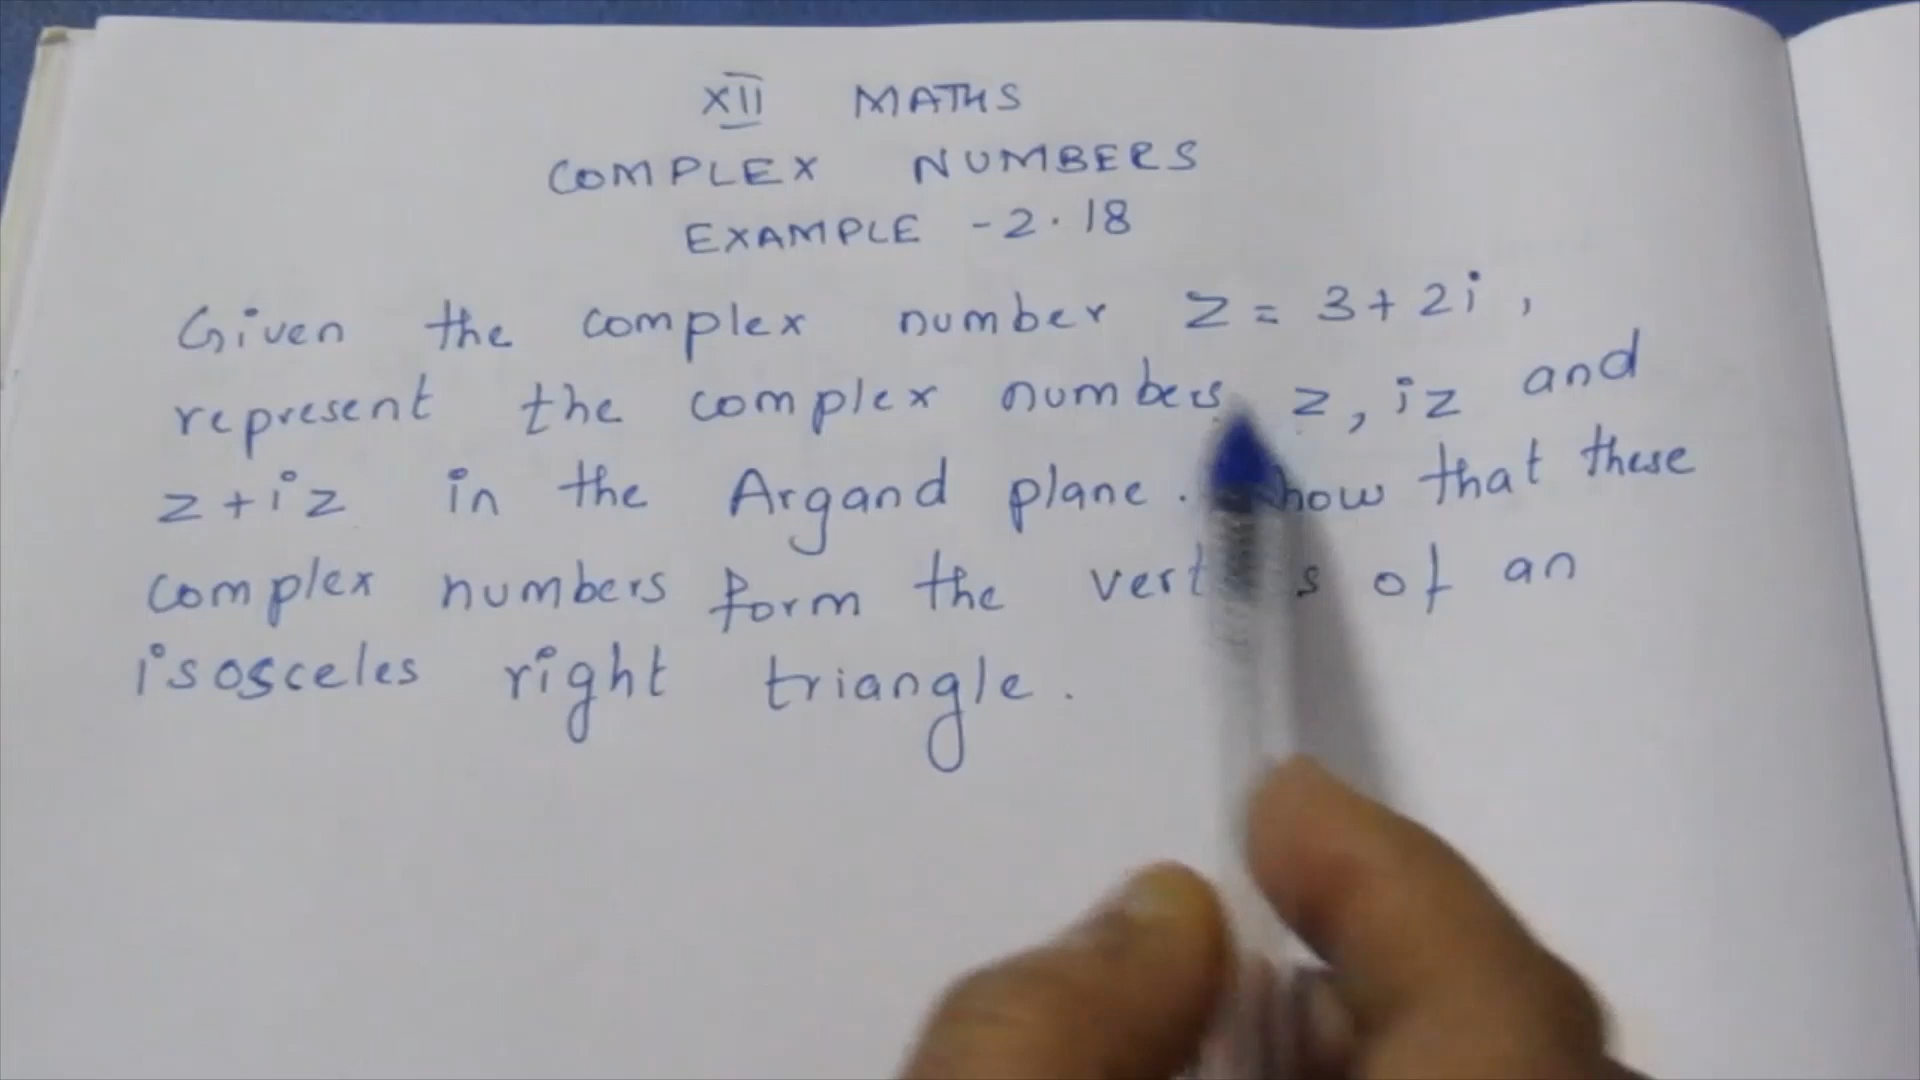 XII MATHS
COMPLEX NUMBERS
EXAMPLE - 2.18
Given the complex number z = 3 + 2i,
represent the complex numbers z, iz and
z + iz in the Argand plane. that these
complex numbers form the of an
isosceles right triangle.